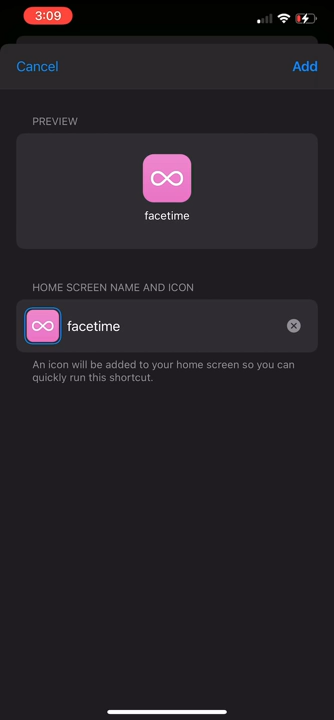 3:09
Cancel
Add
PREVIEW
facetime
HOME SCREEN NAME AND ICON
facetime
An icon will be added to your home screen so you can
quickly run this shortcut.